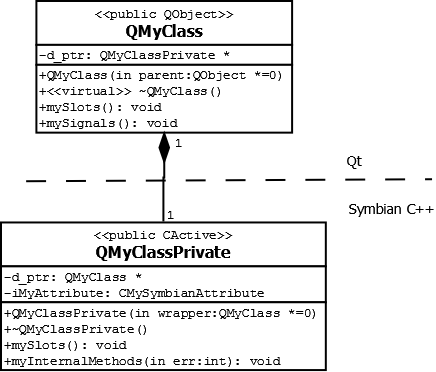 <<public QObject>>
QMyClass
-d_ptr: QMyClassPrivate *
+QMyClass(in parent:QObject *=0)
+<<virtual>> ~QMyClass()
+mySlots(): void
+mySignals(): void
1
Qt
Symbian C++
1
<<public CActive>>
QMyClassPrivate
-d_ptr: QMyClass *
-iMyAttribute: CMySymbianAttribute
+QMyClassPrivate(in wrapper:QMyClass *=0)
+~QMyClassPrivate()
+mySlots(): void
+myInternalMethods(in err:int): void